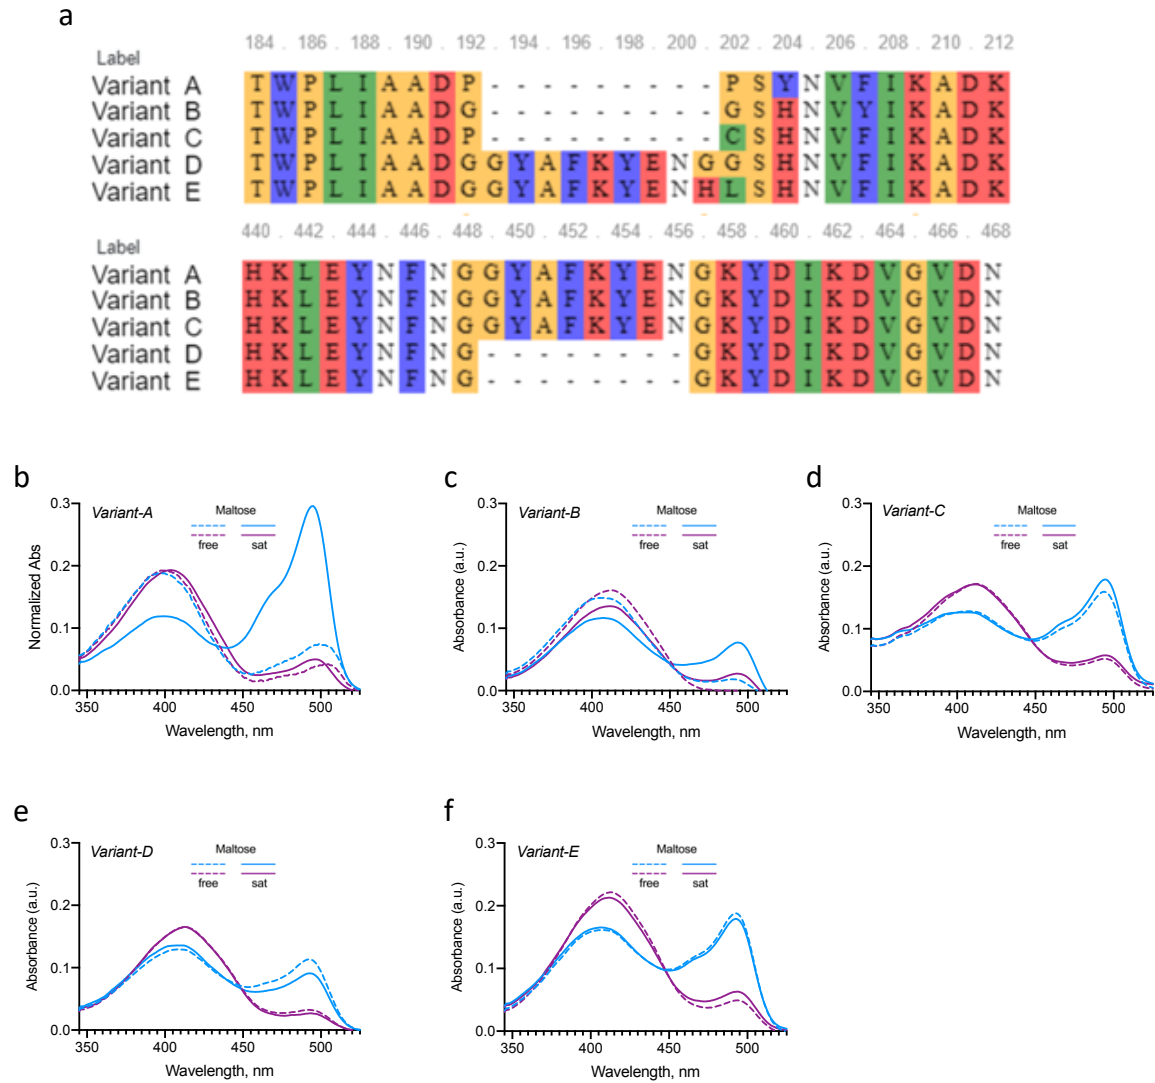 a
184 . 186 . 188 . 190 . 192 . 194 . 196 . 198 . 200 . 202 . 204 . 206 . 208 . 210 . 212
Label
Variant A T W P L I A A D P - - - - - - - - - P S Y N V F I K A D K
Variant B T W P L I A A D G - - - - - - - - - G S H N V Y I K A D K
Variant C T W P L I A A D P - - - - - - - - - C S H N V F I K A D K
Variant D T W P L I A A D G G Y A F K Y E N G G S H N V F I K A D K
Variant E T W P L I A A D G G Y A F K Y E N H L S H N V F I K A D K
440 . 442 . 444 . 446 . 448 . 450 . 452 . 454 . 456 . 458 . 460 . 462 . 464 . 466 . 468
Label
Variant A H K L E Y N F N G G Y A F K Y E N G K Y D I K D V G V D N
Variant B H K L E Y N F N G G Y A F K Y E N G K Y D I K D V G V D N
Variant C H K L E Y N F N G G Y A F K Y E N G K Y D I K D V G V D N
Variant D H K L E Y N F N G - - - - - - - - G K Y D I K D V G V D N
Variant E H K L E Y N F N G - - - - - - - - G K Y D I K D V G V D N
b
Normalized Abs
0.3
0.2
0.1
0.0
Variant-A
Maltose
free sat
350 400 450 500
Wavelength, nm
c
Absorbance (a.u.)
0.3
0.2
0.1
0.0
Variant-B
Maltose
free sat
350 400 450 500
Wavelength, nm
d
Absorbance (a.u.)
0.3
0.2
0.1
0.0
Variant-C
Maltose
free sat
350 400 450 500
Wavelength, nm
e
Absorbance (a.u.)
0.3
0.2
0.1
0.0
Variant-D
Maltose
free sat
350 400 450 500
Wavelength, nm
f
Absorbance (a.u.)
0.3
0.2
0.1
0.0
Variant-E
Maltose
free sat
350 400 450 500
Wavelength, nm